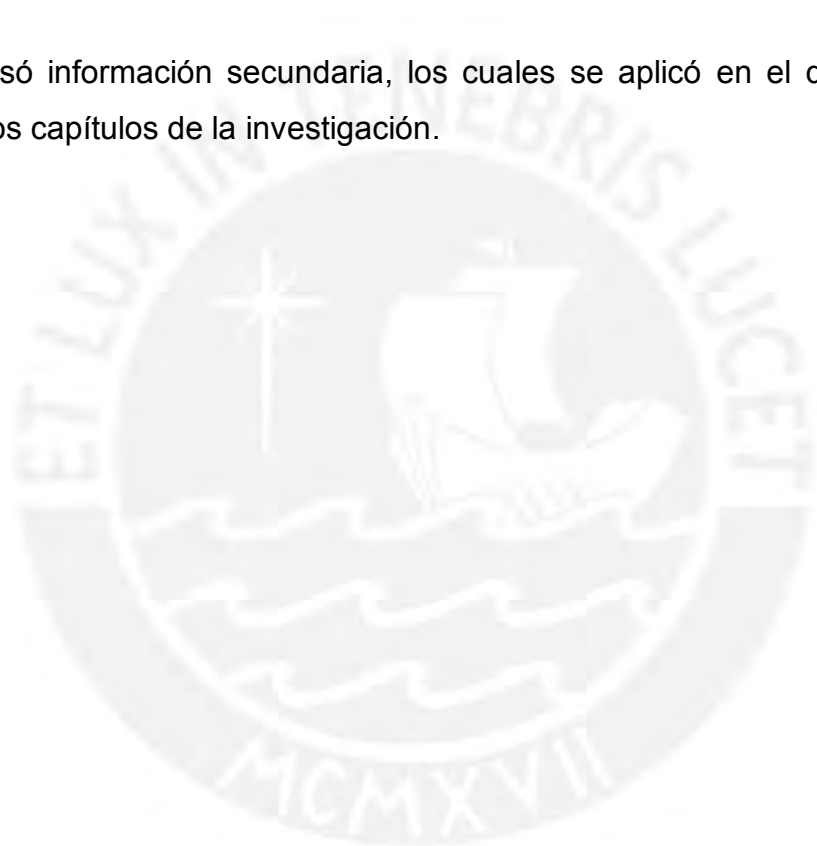 só información secundaria, los cuales se aplicó en el
os capítulos de la investigación.
ET LUX IN TENEBRIS LUCET
MCMXVII